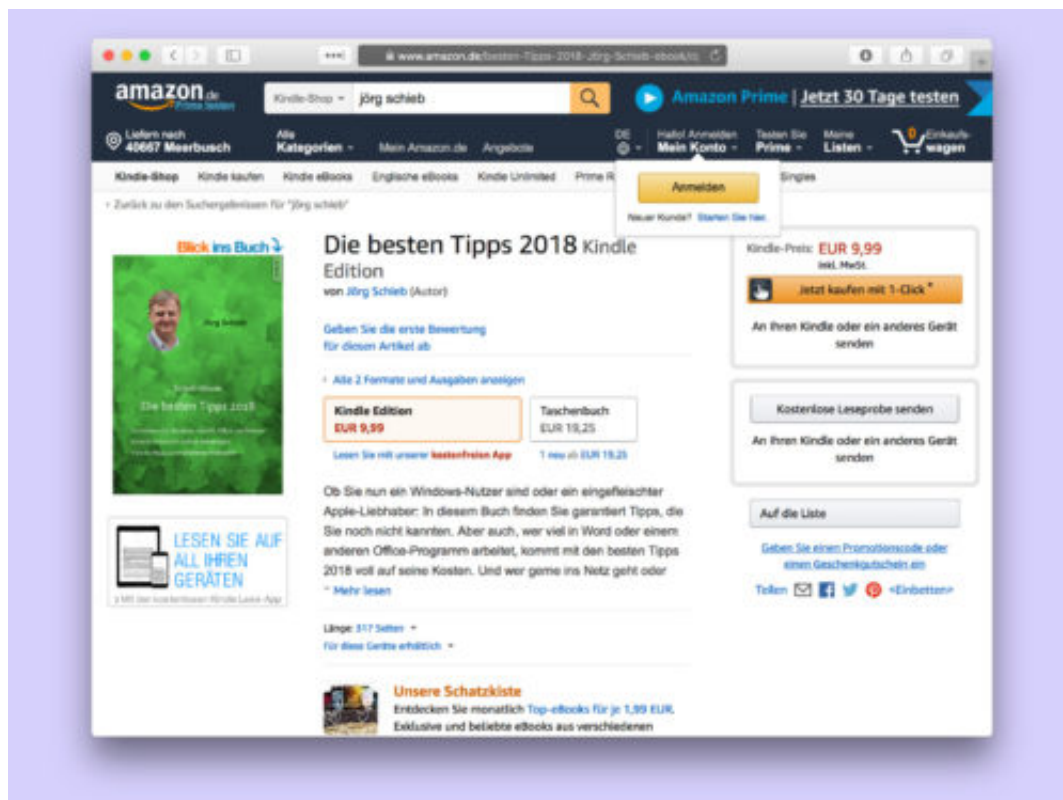 www.amazon.de/besten-Tipps-2018-Jörg-Schieb-ebook/
amazon.de
Prime testen
Kindle-Shop
jörg schieb
Amazon Prime | Jetzt 30 Tage testen
Liefern nach
40667 Meerbusch
Alle
Kategorien
Mein Amazon.de
Angebote
DE
Hallo! Anmelden
Mein Konto
Testen Sie
Prime
Meine
Listen
0
Einkaufs-
wagen
Kindle-Shop Kindle kaufen Kindle eBooks Englische eBooks Kindle Unlimited Prime R
Singles
Anmelden
Neuer Kunde? Starten Sie hier.
‹ Zurück zu den Suchergebnissen für "jörg schieb"
Blick ins Buch
Jörg Schieb
Die besten Tipps 2018
LESEN SIE AUF
ALL IHREN
GERÄTEN
› Mit der kostenlosen Kindle Lese-App
Die besten Tipps 2018 Kindle
Edition
von Jörg Schieb (Autor)
Geben Sie die erste Bewertung
für diesen Artikel ab
Alle 2 Formate und Ausgaben anzeigen
Kindle Edition
EUR 9,99
Taschenbuch
EUR 19,25
Lesen Sie mit unserer kostenfreien App
1 neu ab EUR 19,25
Ob Sie nun ein Windows-Nutzer sind oder ein eingefleischter
Apple-Liebhaber: In diesem Buch finden Sie garantiert Tipps, die
Sie noch nicht kannten. Aber auch, wer viel in Word oder einem
anderen Office-Programm arbeitet, kommt mit den besten Tipps
2018 voll auf seine Kosten. Und wer gerne ins Netz geht oder
Mehr lesen
Länge: 317 Seiten
Für diese Geräte erhältlich
Unsere Schatzkiste
Entdecken Sie monatlich Top-eBooks für je 1,99 EUR.
Exklusive und beliebte eBooks aus verschiedenen
Kindle-Preis: EUR 9,99
inkl. MwSt.
Jetzt kaufen mit 1-Click®
An Ihren Kindle oder ein anderes Gerät
senden
Kostenlose Leseprobe senden
An Ihren Kindle oder ein anderes Gerät
senden
Auf die Liste
Geben Sie einen Promotionscode oder
einen Geschenkgutschein ein
Teilen
<Einbetten>